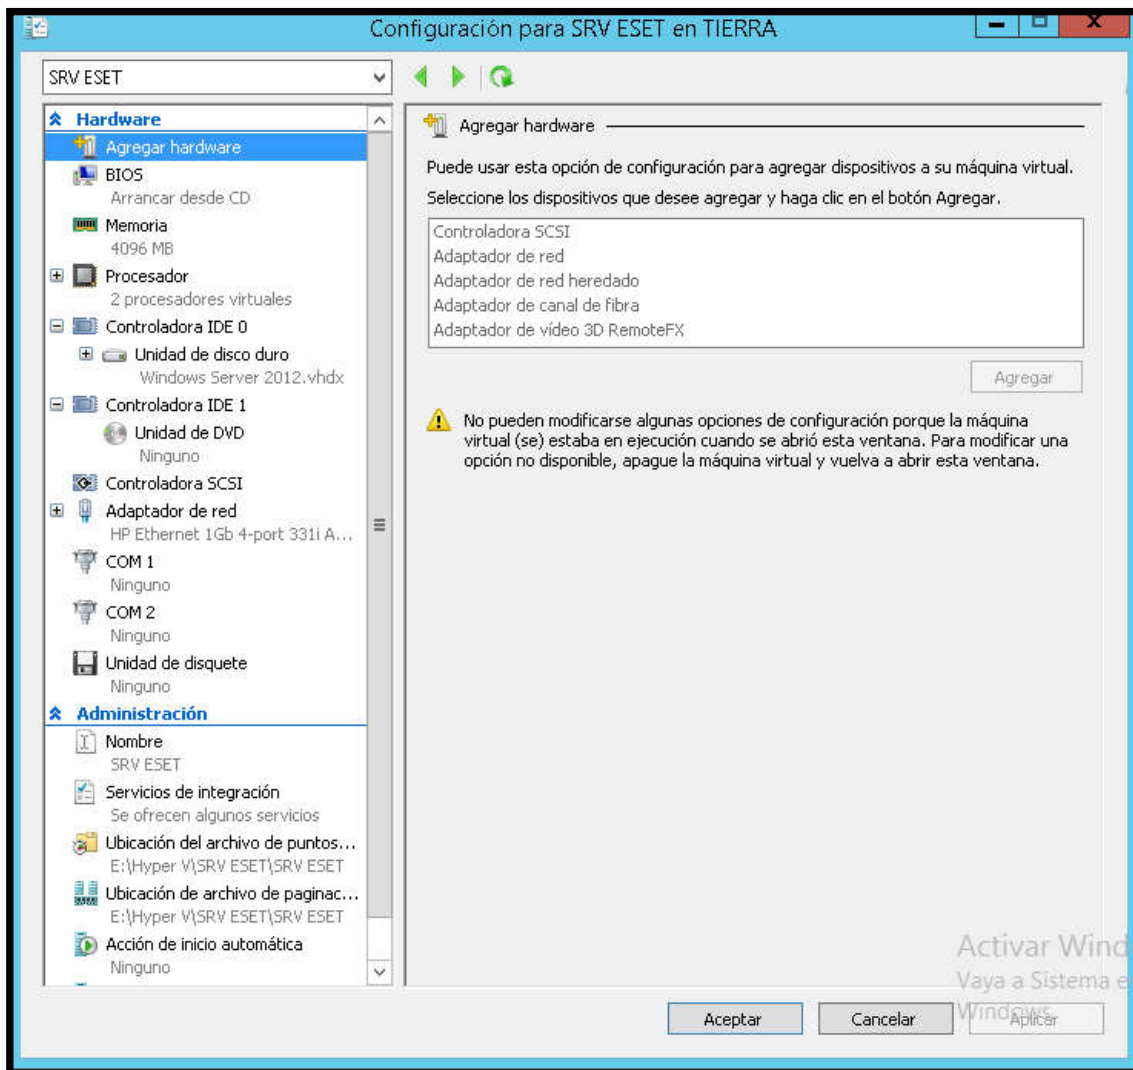 Configuración para SRV ESET en TIERRA
SRV ESET
Hardware
Agregar hardware
BIOS
Arrancar desde CD
Memoria
4096 MB
Procesador
2 procesadores virtuales
Controladora IDE 0
Unidad de disco duro
Windows Server 2012.vhdx
Controladora IDE 1
Unidad de DVD
Ninguno
Controladora SCSI
Adaptador de red
HP Ethernet 1Gb 4-port 331i A...
COM 1
Ninguno
COM 2
Ninguno
Unidad de disquete
Ninguno
Administración
Nombre
SRV ESET
Servicios de integración
Se ofrecen algunos servicios
Ubicación del archivo de puntos...
E:\Hyper V\SRV ESET\SRV ESET
Ubicación de archivo de paginac...
E:\Hyper V\SRV ESET\SRV ESET
Acción de inicio automática
Ninguno
Agregar hardware
Puede usar esta opción de configuración para agregar dispositivos a su máquina virtual.
Seleccione los dispositivos que desee agregar y haga clic en el botón Agregar.
Controladora SCSI
Adaptador de red
Adaptador de red heredado
Adaptador de canal de fibra
Adaptador de vídeo 3D RemoteFX
Agregar
No pueden modificarse algunas opciones de configuración porque la máquina
virtual (se) estaba en ejecución cuando se abrió esta ventana. Para modificar una
opción no disponible, apague la máquina virtual y vuelva a abrir esta ventana.
Activar Wind
Vaya a Sistema e
Windows.
Aceptar
Cancelar
Aplicar